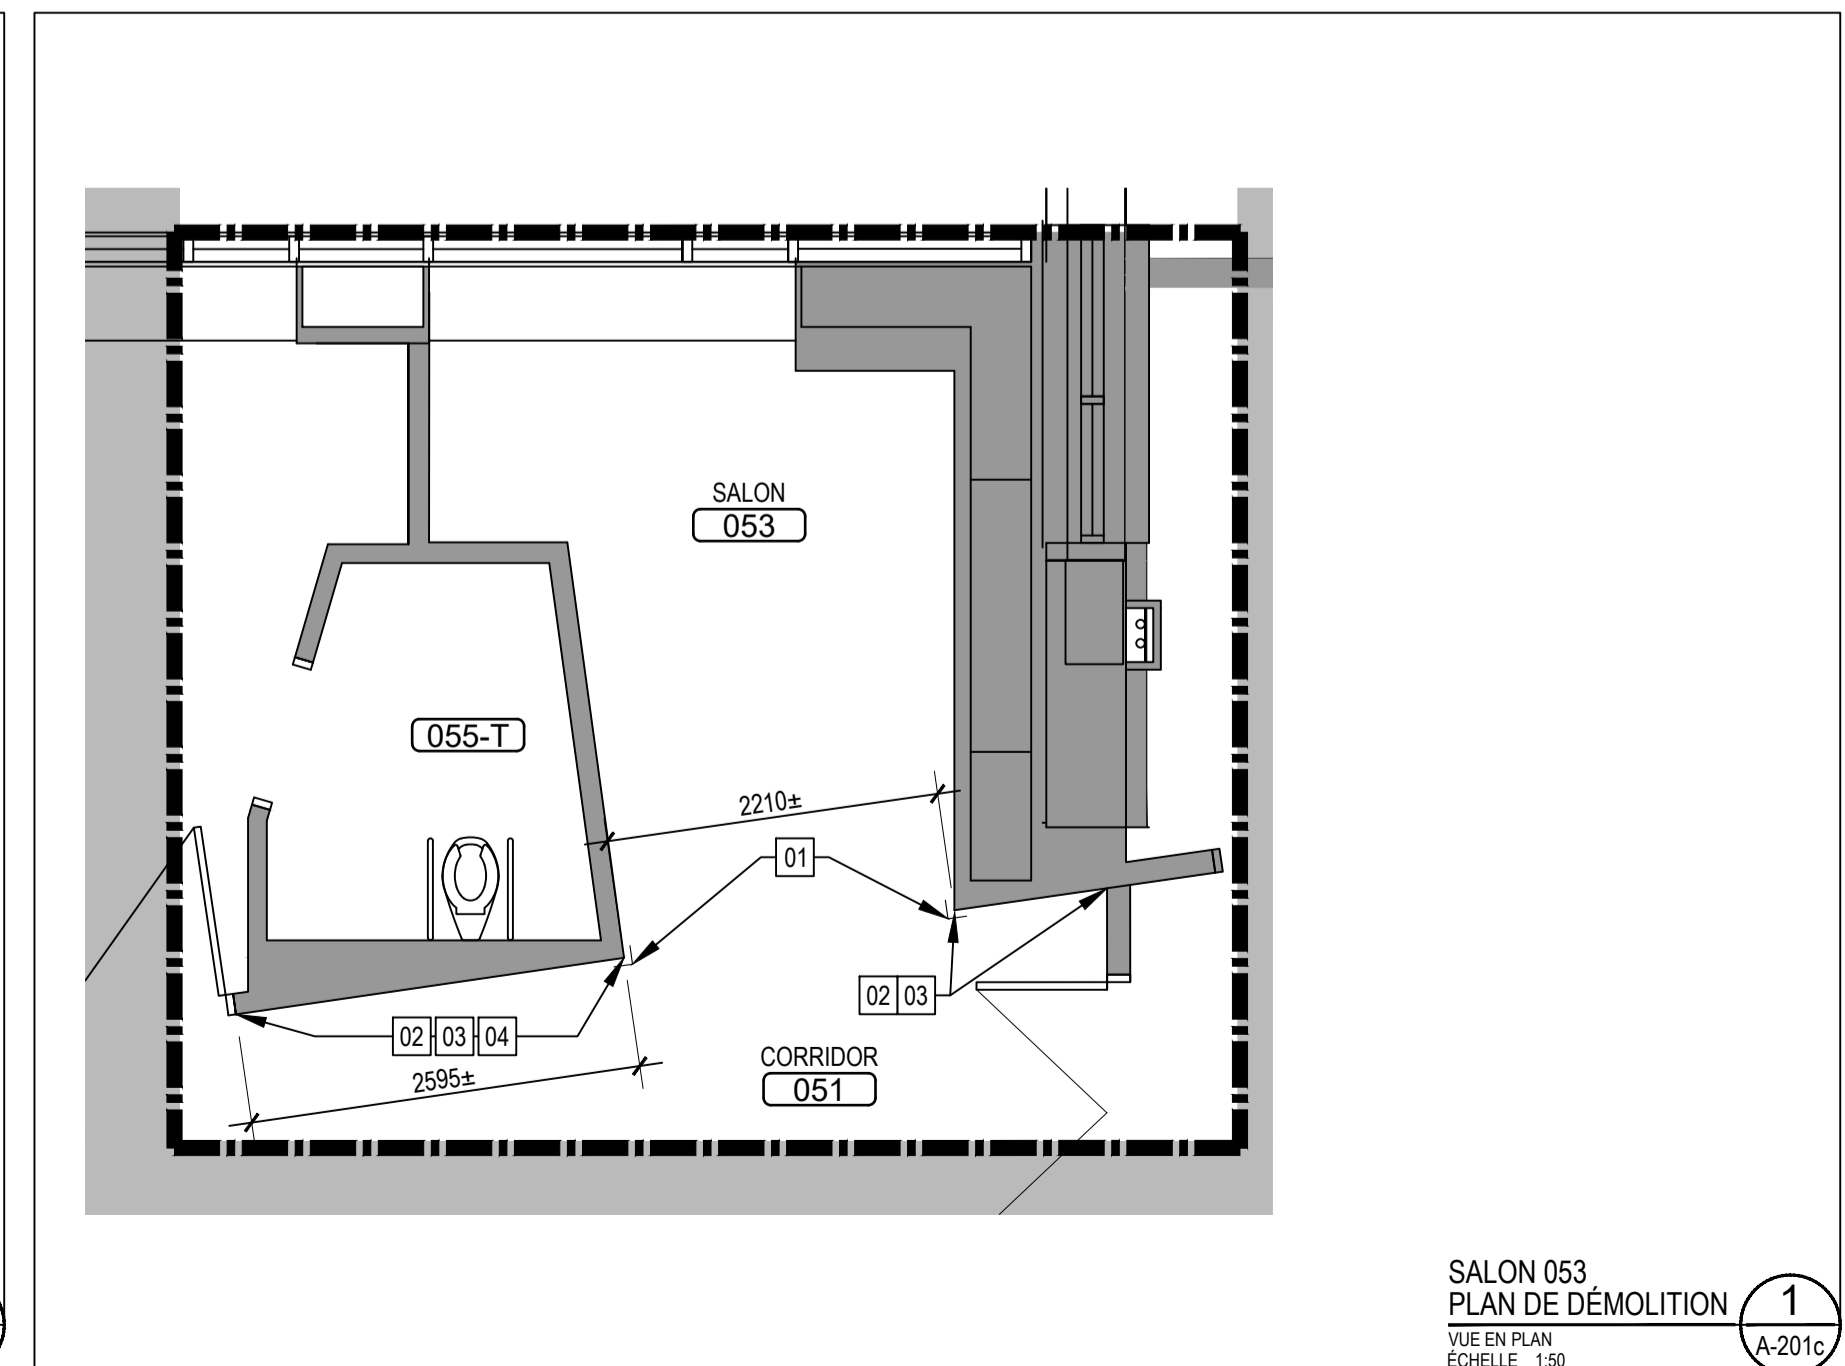 SALON
053
055-T
2210±
01
02 03
02 03 04
2595±
CORRIDOR
051
SALON 053
PLAN DE DÉMOLITION
VUE EN PLAN
ÉCHELLE 1:50
1
A-201c